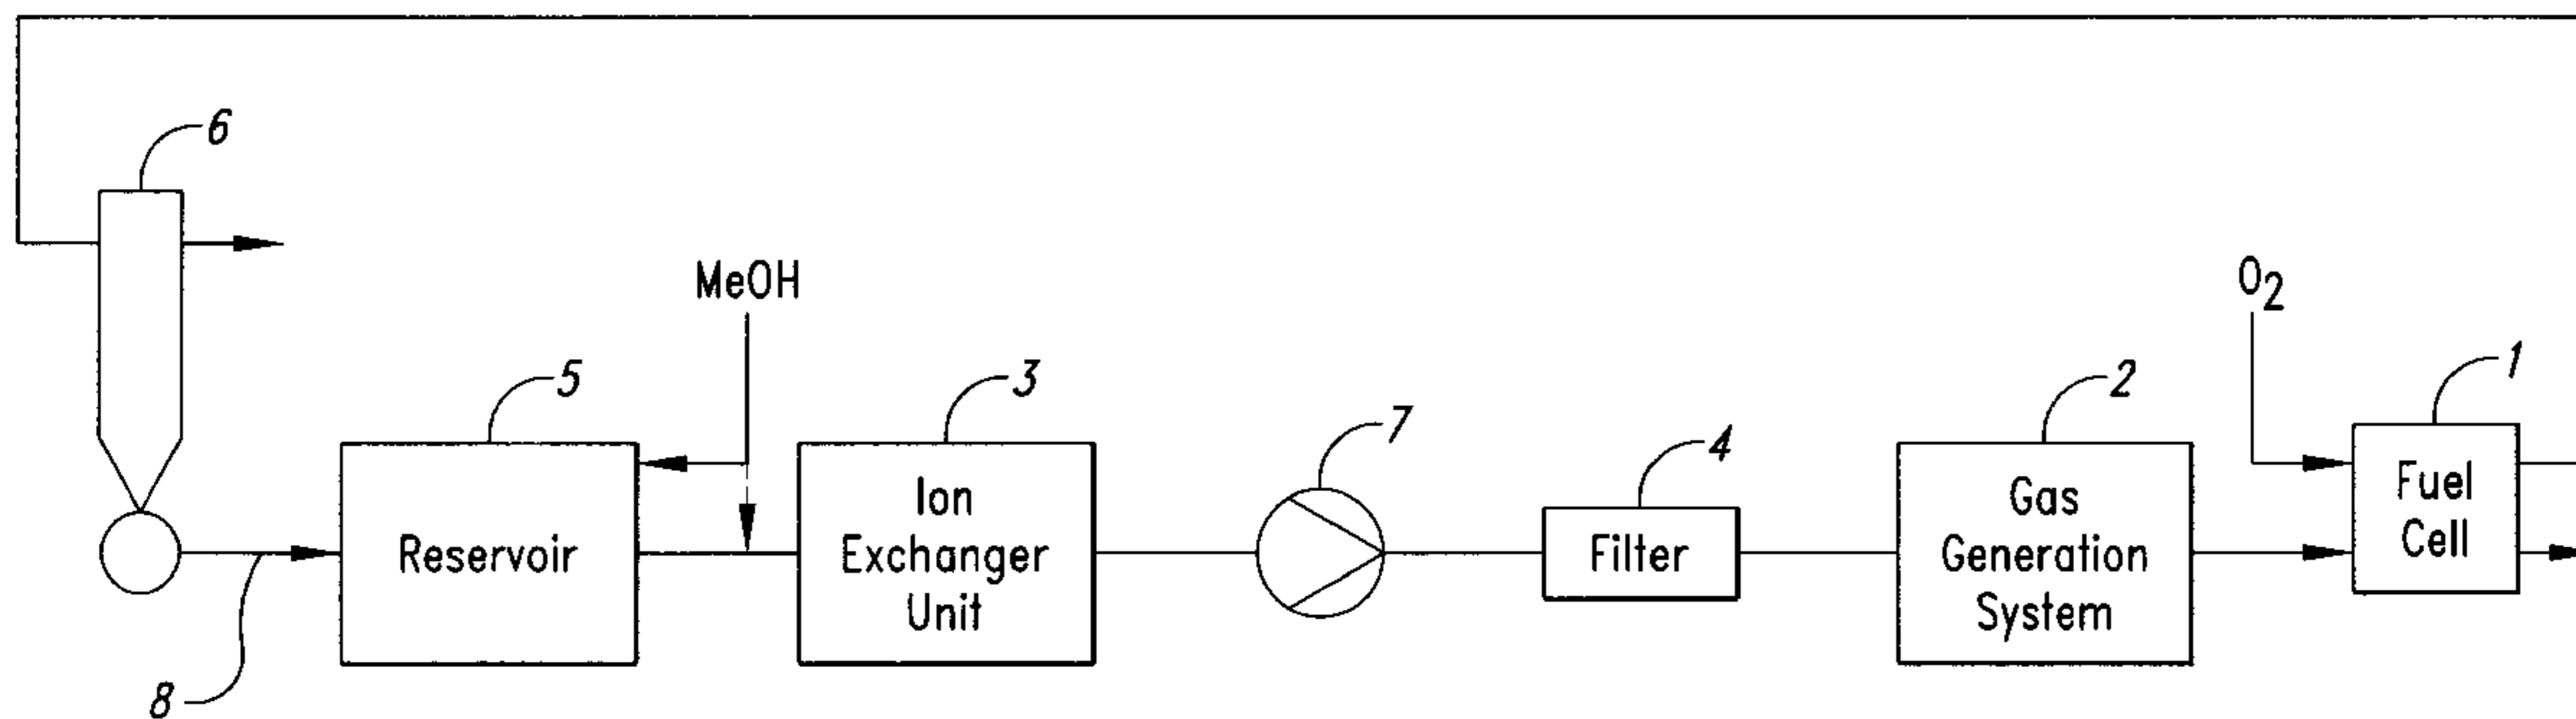 6
MeOH
O2
5
3
7
4
2
1
Reservoir
Ion
Exchanger
Unit
Filter
Gas
Generation
System
Fuel
Cell
8